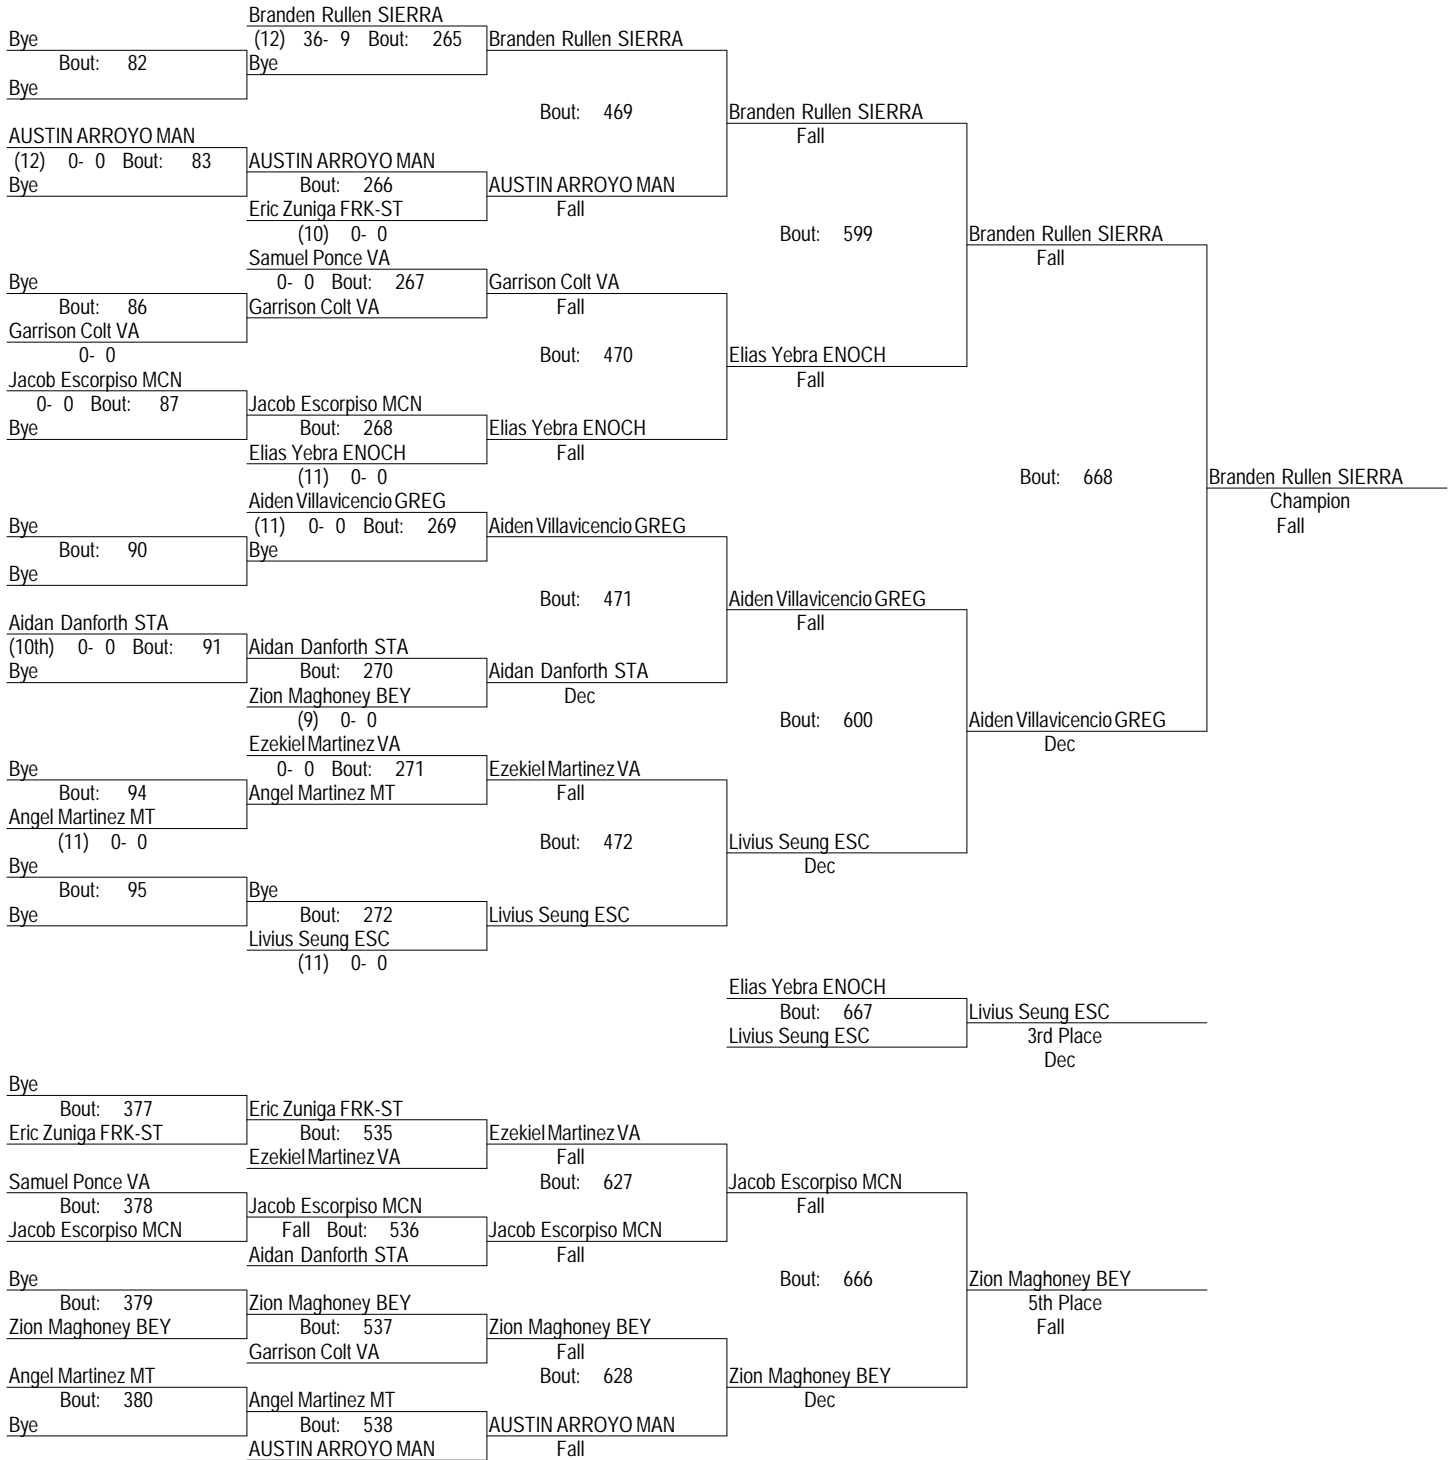 Branden Rullen SIERRA
Bye (12) 36- 9 Bout: 265 Branden Rullen SIERRA
Bout: 82 Bye
Bye
Bout: 469 Branden Rullen SIERRA
AUSTIN ARROYO MAN Fall
(12) 0- 0 Bout: 83 AUSTIN ARROYO MAN
Bye Bout: 266 AUSTIN ARROYO MAN
Eric Zuniga FRK-ST Fall
(10) 0- 0 Bout: 599 Branden Rullen SIERRA
Samuel Ponce VA Fall
Bye 0- 0 Bout: 267 Garrison Colt VA
Bout: 86 Garrison Colt VA Fall
Garrison Colt VA
0- 0 Bout: 470 Elias Yebra ENOCH
Jacob Escorpiso MCN Fall
0- 0 Bout: 87 Jacob Escorpiso MCN
Bye Bout: 268 Elias Yebra ENOCH
Elias Yebra ENOCH Fall
(11) 0- 0 Bout: 668 Branden Rullen SIERRA
Aiden Villavicencio GREG Champion
Bye (11) 0- 0 Bout: 269 Aiden Villavicencio GREG Fall
Bout: 90 Bye
Bye
Bout: 471 Aiden Villavicencio GREG
Aidan Danforth STA Fall
(10th) 0- 0 Bout: 91 Aidan Danforth STA
Bye Bout: 270 Aidan Danforth STA
Zion Maghoney BEY Dec
(9) 0- 0 Bout: 600 Aiden Villavicencio GREG
Ezekiel Martinez VA Dec
Bye 0- 0 Bout: 271 Ezekiel Martinez VA
Bout: 94 Angel Martinez MT Fall
Angel Martinez MT
(11) 0- 0 Bout: 472 Livius Seung ESC
Bye Dec
Bout: 95 Bye
Bye Bout: 272 Livius Seung ESC
Livius Seung ESC
(11) 0- 0
Elias Yebra ENOCH
Bout: 667 Livius Seung ESC
Livius Seung ESC 3rd Place
Dec
Bye
Bout: 377 Eric Zuniga FRK-ST
Eric Zuniga FRK-ST Bout: 535 Ezekiel Martinez VA
Ezekiel Martinez VA Fall
Samuel Ponce VA Bout: 627 Jacob Escorpiso MCN
Bout: 378 Jacob Escorpiso MCN Fall
Jacob Escorpiso MCN Fall Bout: 536 Jacob Escorpiso MCN
Aidan Danforth STA Fall
Bye Bout: 666 Zion Maghoney BEY
Bout: 379 Zion Maghoney BEY 5th Place
Zion Maghoney BEY Bout: 537 Zion Maghoney BEY Fall
Garrison Colt VA Fall
Angel Martinez MT Bout: 628 Zion Maghoney BEY
Bout: 380 Angel Martinez MT Dec
Bye Bout: 538 AUSTIN ARROYO MAN
AUSTIN ARROYO MAN Fall